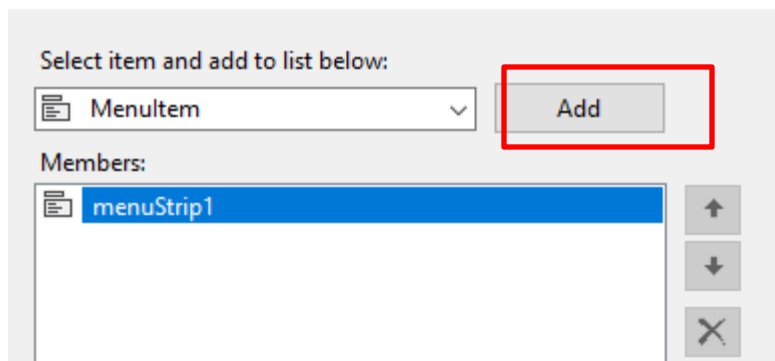 Select item and add to list below:
MenuItem
Add
Members:
menuStrip1